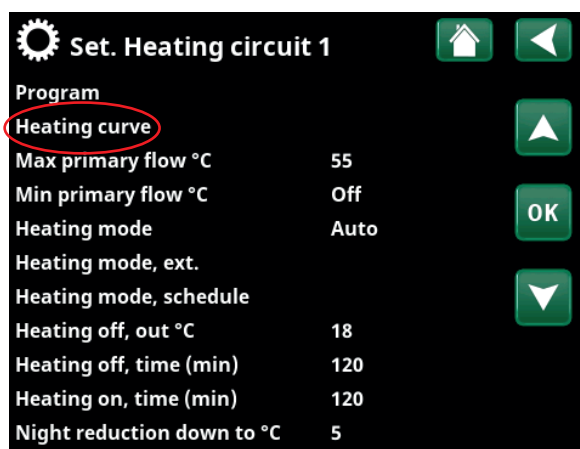 Set. Heating circuit 1
Program
Heating curve
Max primary flow °C 55
Min primary flow °C Off
Heating mode Auto
OK
Heating mode, ext.
Heating mode, schedule
Heating off, out °C 18
Heating off, time (min) 120
Heating on, time (min) 120
Night reduction down to °C 5